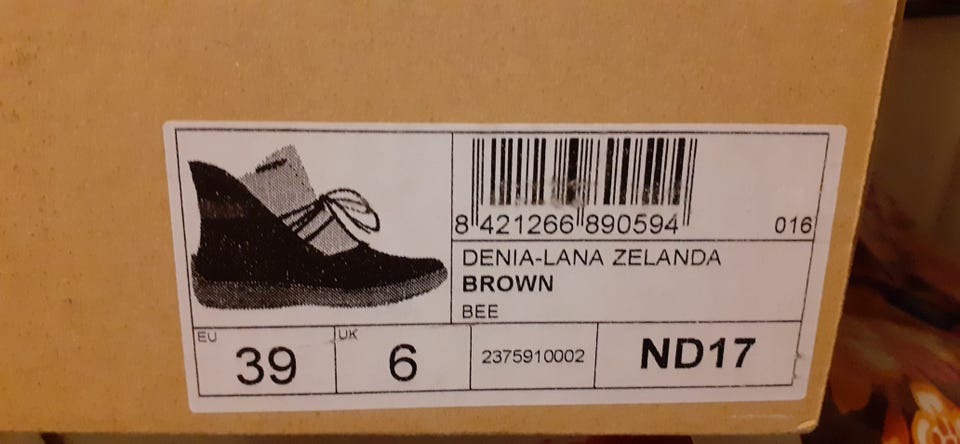 8 421266 890594
016
DENIA-LANA ZELANDA
BROWN
BEE
EU
39
UK
6
2375910002
ND17